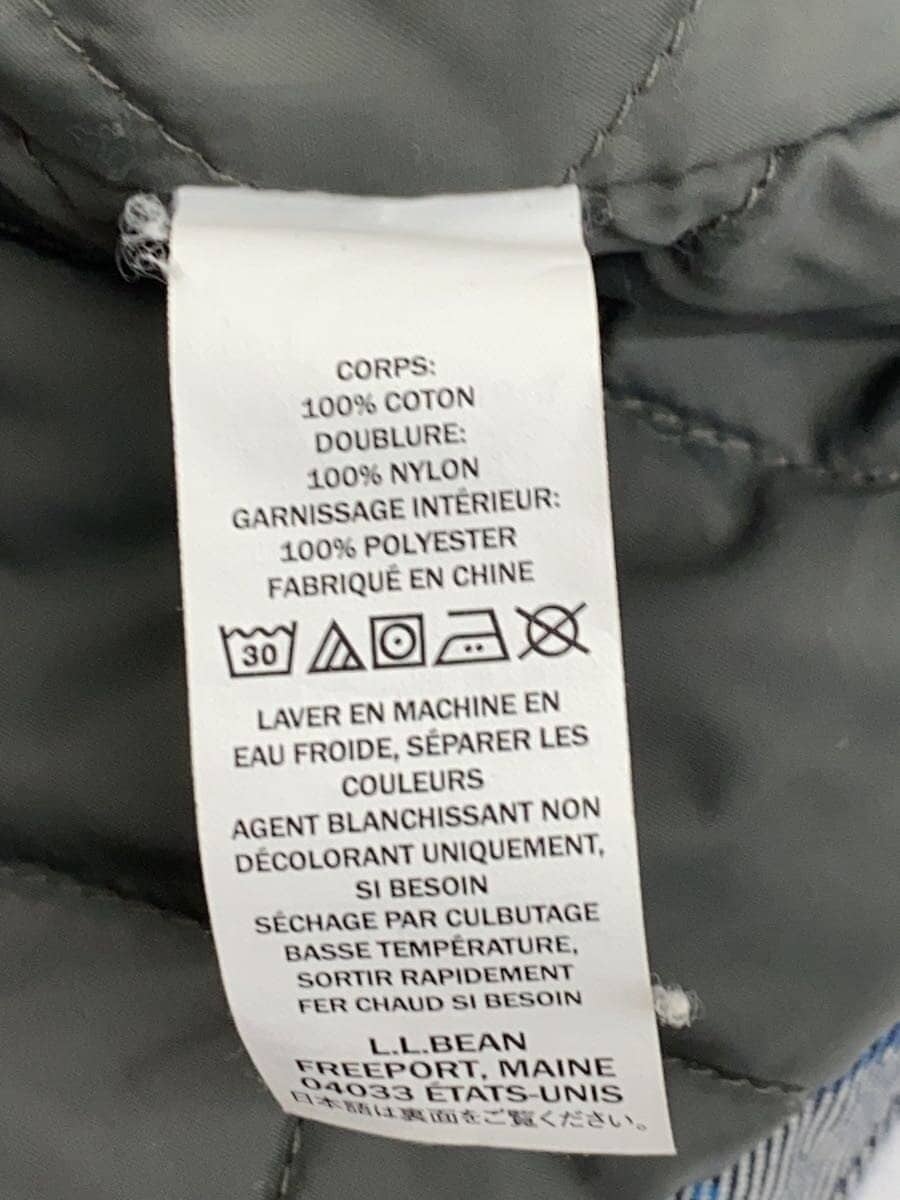 CORPS:
100% COTON
DOUBLURE:
100% NYLON
GARNISSAGE INTÉRIEUR:
100% POLYESTER
FABRIQUÉ EN CHINE
30
LAVER EN MACHINE EN
EAU FROIDE, SÉPARER LES
COULEURS
AGENT BLANCHISSANT NON
DÉCOLORANT UNIQUEMENT,
SI BESOIN
SÉCHAGE PAR CULBUTAGE
BASSE TEMPÉRATURE,
SORTIR RAPIDEMENT
FER CHAUD SI BESOIN
L.L.BEAN
FREEPORT, MAINE
04033 ÉTATS-UNIS
日本語は裏面をご覧ください。